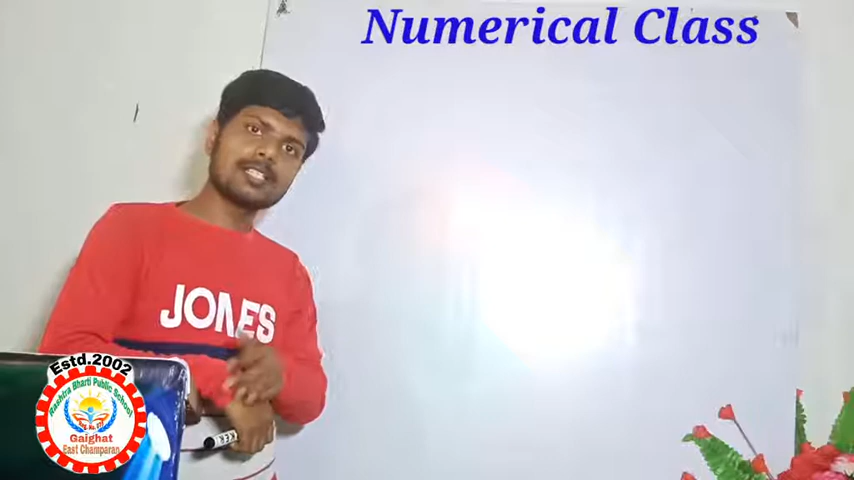 Numerical Class
JONES
Estd.2002
Rashtra Bharti Public School
Gaighat
East Champaran